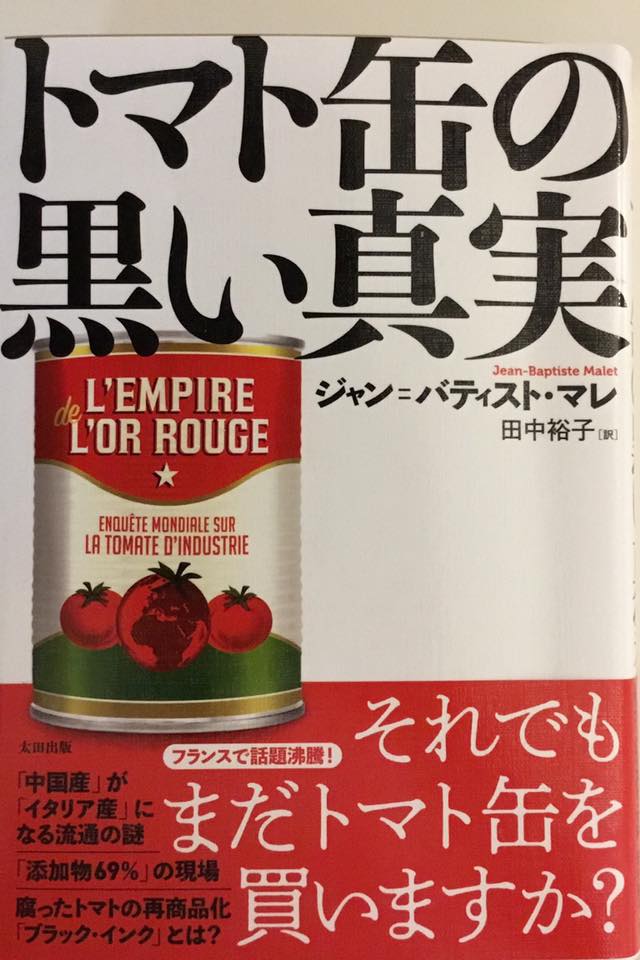 トマト缶の
黒い真実
Jean-Baptiste Malet
ジャン=バティスト・マレ
田中裕子[訳]
L'EMPIRE
de L'OR ROUGE
ENQUÊTE MONDIALE SUR
LA TOMATE D'INDUSTRIE
太田出版
フランスで話題沸騰!
それでも
まだトマト缶を
買いますか?
「中国産」が
「イタリア産」に
なる流通の謎
「添加物69%」の現場
腐ったトマトの再商品化
「ブラック・インク」とは?